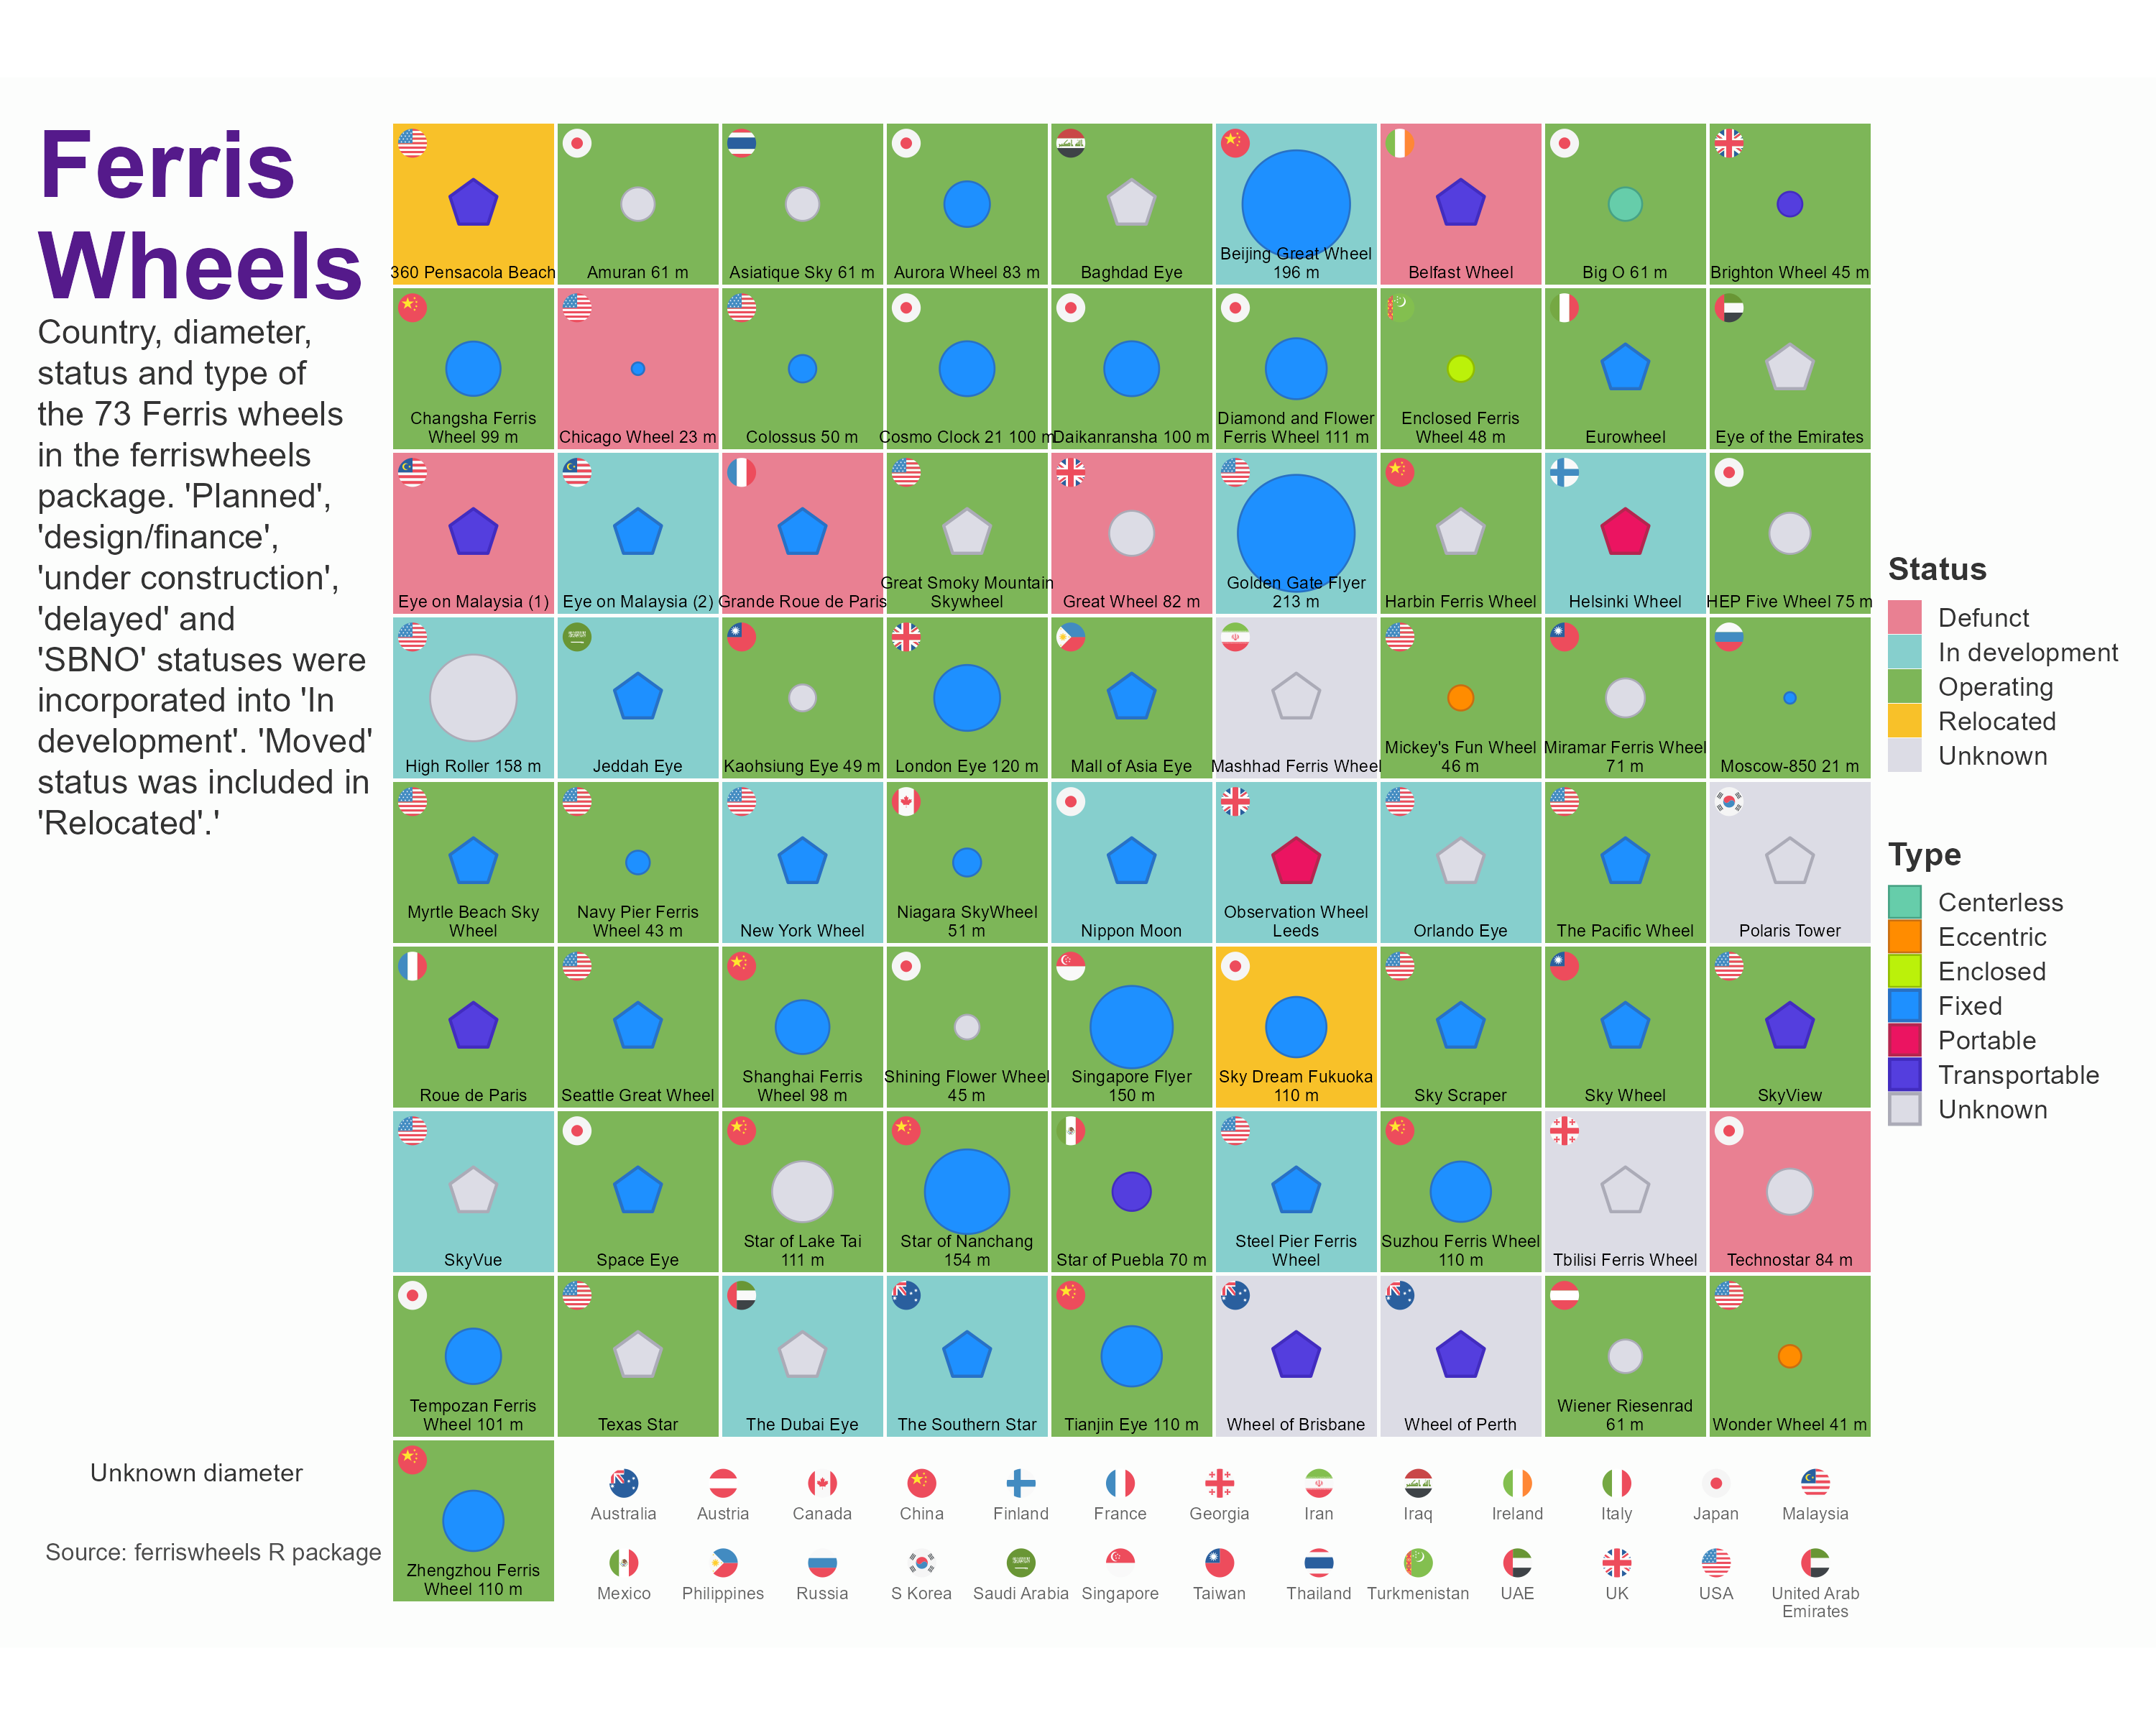 Ferris
Wheels
Country, diameter,
status and type of
the 73 Ferris wheels
in the ferriswheels
package. 'Planned',
'design/finance',
'under construction',
'delayed' and
'SBNO' statuses were
incorporated into 'In
development'. 'Moved'
status was included in
'Relocated'.'
360 Pensacola Beach
Amuran 61 m
Asiatique Sky 61 m
Aurora Wheel 83 m
Baghdad Eye
Beijing Great Wheel
196 m
Belfast Wheel
Big O 61 m
Brighton Wheel 45 m
Changsha Ferris
Wheel 99 m
Chicago Wheel 23 m
Colossus 50 m
Cosmo Clock 21 100 m
Daikanransha 100 m
Diamond and Flower
Ferris Wheel 111 m
Enclosed Ferris
Wheel 48 m
Eurowheel
Eye of the Emirates
Eye on Malaysia (1)
Eye on Malaysia (2)
Grande Roue de Paris
Great Smoky Mountain
Skywheel
Great Wheel 82 m
Golden Gate Flyer
213 m
Harbin Ferris Wheel
Helsinki Wheel
HEP Five Wheel 75 m
High Roller 158 m
Jeddah Eye
Kaohsiung Eye 49 m
London Eye 120 m
Mall of Asia Eye
Mashhad Ferris Wheel
Mickey's Fun Wheel
46 m
Miramar Ferris Wheel
71 m
Moscow-850 21 m
Myrtle Beach Sky
Wheel
Navy Pier Ferris
Wheel 43 m
New York Wheel
Niagara SkyWheel
51 m
Nippon Moon
Observation Wheel
Leeds
Orlando Eye
The Pacific Wheel
Polaris Tower
Roue de Paris
Seattle Great Wheel
Shanghai Ferris
Wheel 98 m
Shining Flower Wheel
45 m
Singapore Flyer
150 m
Sky Dream Fukuoka
110 m
Sky Scraper
Sky Wheel
SkyView
SkyVue
Space Eye
Star of Lake Tai
111 m
Star of Nanchang
154 m
Star of Puebla 70 m
Steel Pier Ferris
Wheel
Suzhou Ferris Wheel
110 m
Tbilisi Ferris Wheel
Technostar 84 m
Tempozan Ferris
Wheel 101 m
Texas Star
The Dubai Eye
The Southern Star
Tianjin Eye 110 m
Wheel of Brisbane
Wheel of Perth
Wiener Riesenrad
61 m
Wonder Wheel 41 m
Zhengzhou Ferris
Wheel 110 m
Status
Defunct
In development
Operating
Relocated
Unknown
Type
Centerless
Eccentric
Enclosed
Fixed
Portable
Transportable
Unknown
Unknown diameter
Source: ferriswheels R package
Australia
Austria
Canada
China
Finland
France
Georgia
Iran
Iraq
Ireland
Italy
Japan
Malaysia
Mexico
Philippines
Russia
S Korea
Saudi Arabia
Singapore
Taiwan
Thailand
Turkmenistan
UAE
UK
USA
United Arab
Emirates